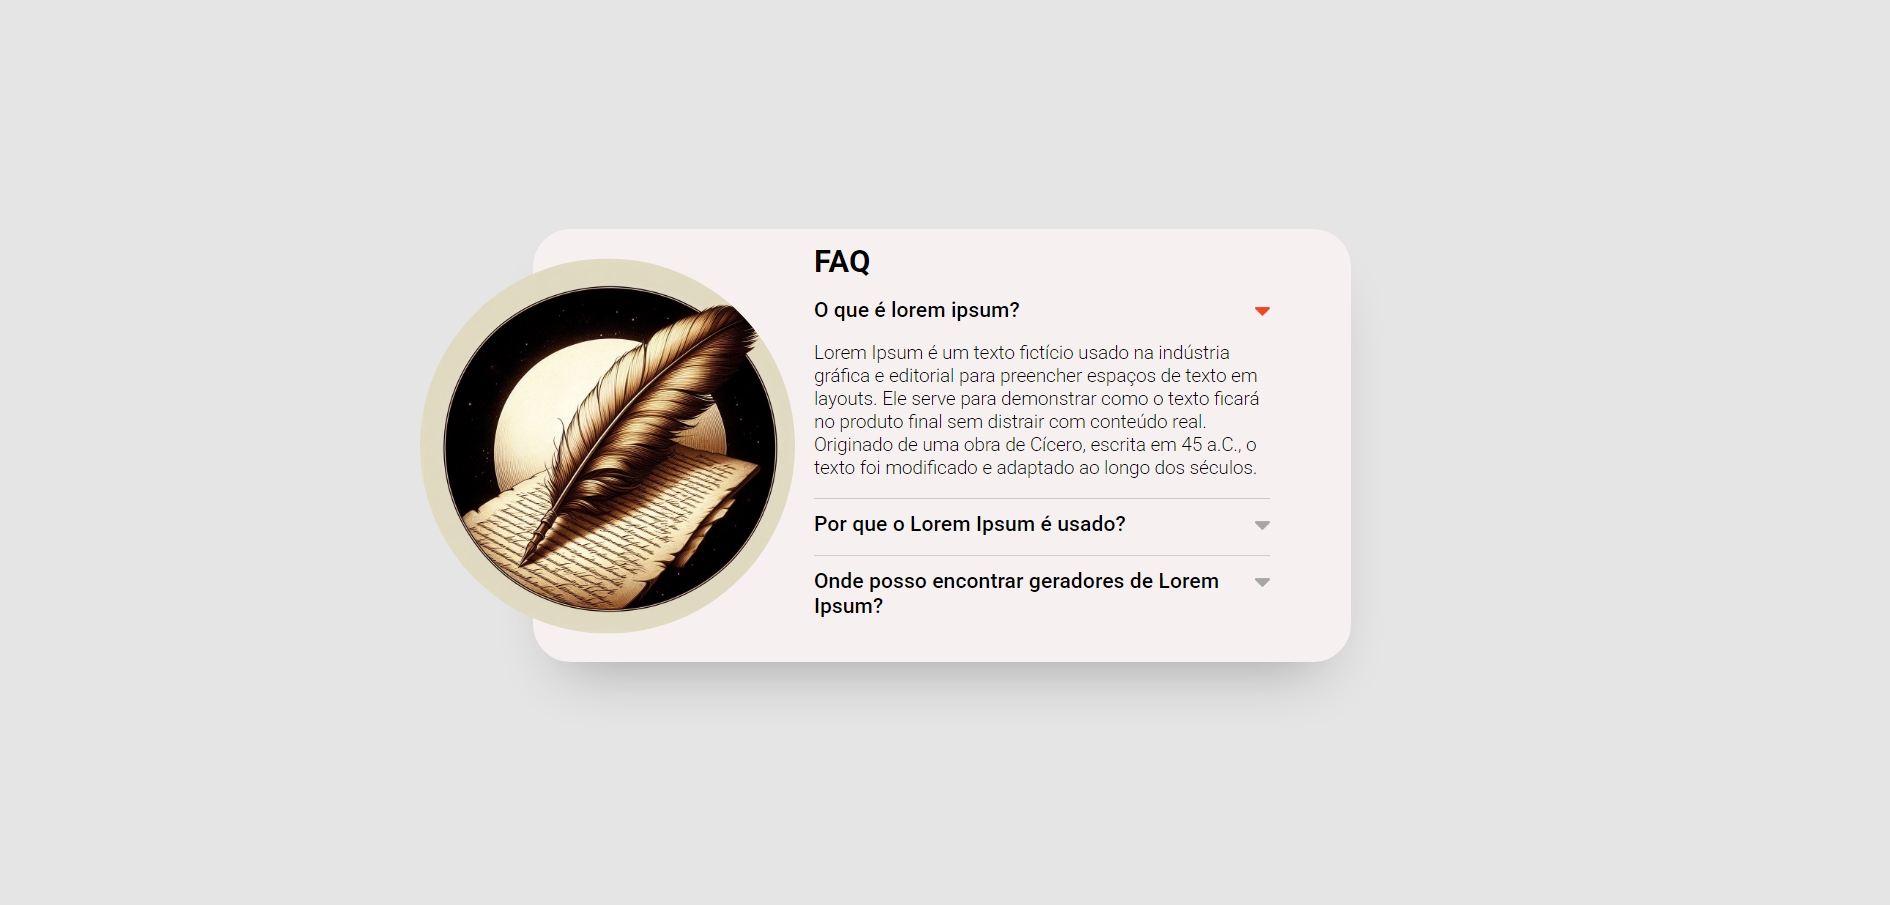 FAQ
O que é lorem ipsum?
Lorem Ipsum é um texto fictício usado na indústria
gráfica e editorial para preencher espaços de texto em
layouts. Ele serve para demonstrar como o texto ficará
no produto final sem distrair com conteúdo real.
Originado de uma obra de Cícero, escrita em 45 a.C., o
texto foi modificado e adaptado ao longo dos séculos.
Por que o Lorem Ipsum é usado?
Onde posso encontrar geradores de Lorem
Ipsum?